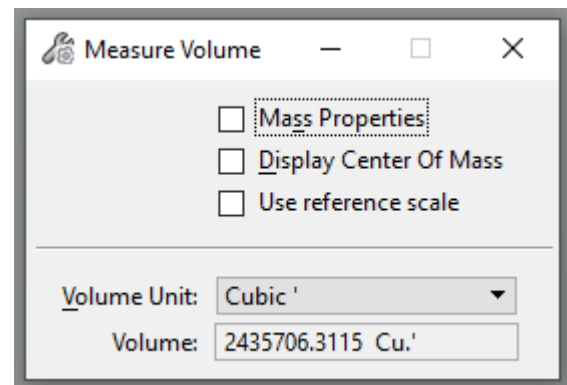 Measure Volume
Mass Properties
Display Center Of Mass
Use reference scale
Volume Unit: Cubic '
Volume: 2435706.3115 Cu.'